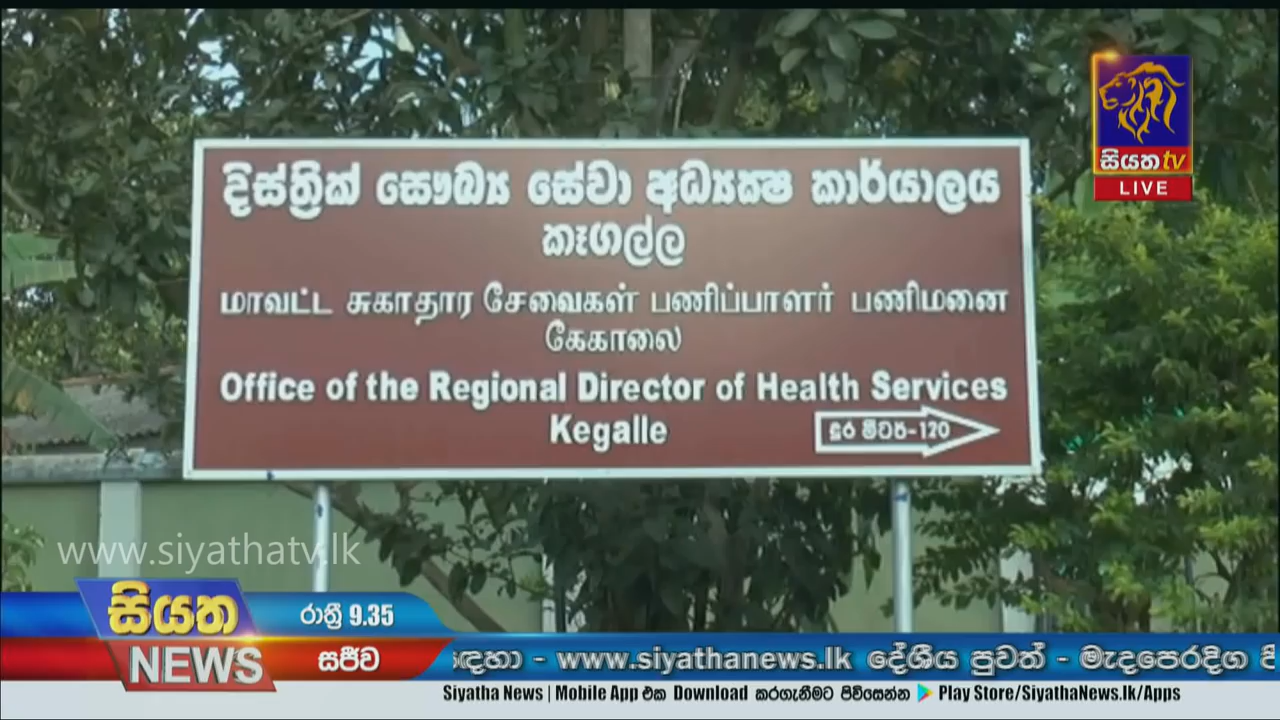 සියත tv
LIVE
දිස්ත්‍රික් සෞඛ්‍ය සේවා අධ්‍යක්ෂ කාර්යාලය
කෑගල්ල
மாவட்ட சுகாதார சேவைகள் பணிப்பாளர் பணிமனை
கேகாலை
Office of the Regional Director of Health Services
Kegalle
දුර මීටර්-120
www.siyathatv.lk
සියත
NEWS
රාත්‍රී 9.35
සජීව
- www.siyathanews.lk දේශීය පුවත් - මැදපෙරදිග
Siyatha News | Mobile App එක Download කරගැනීමට පිවිසෙන්න Play Store/SiyathaNews.lk/Apps